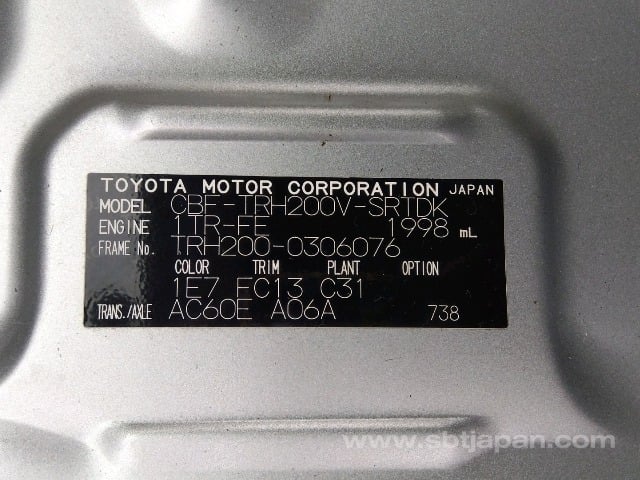 TOYOTA MOTOR CORPORATION JAPAN
MODEL CBF-TRH200V-SRTDK
ENGINE 1TR-FE 1998 mL
FRAME No. TRH200-0306076
COLOR TRIM PLANT OPTION
1E7 FC13 C31
TRANS./AXLE AC60E A06A 738
www.sbtjapan.com